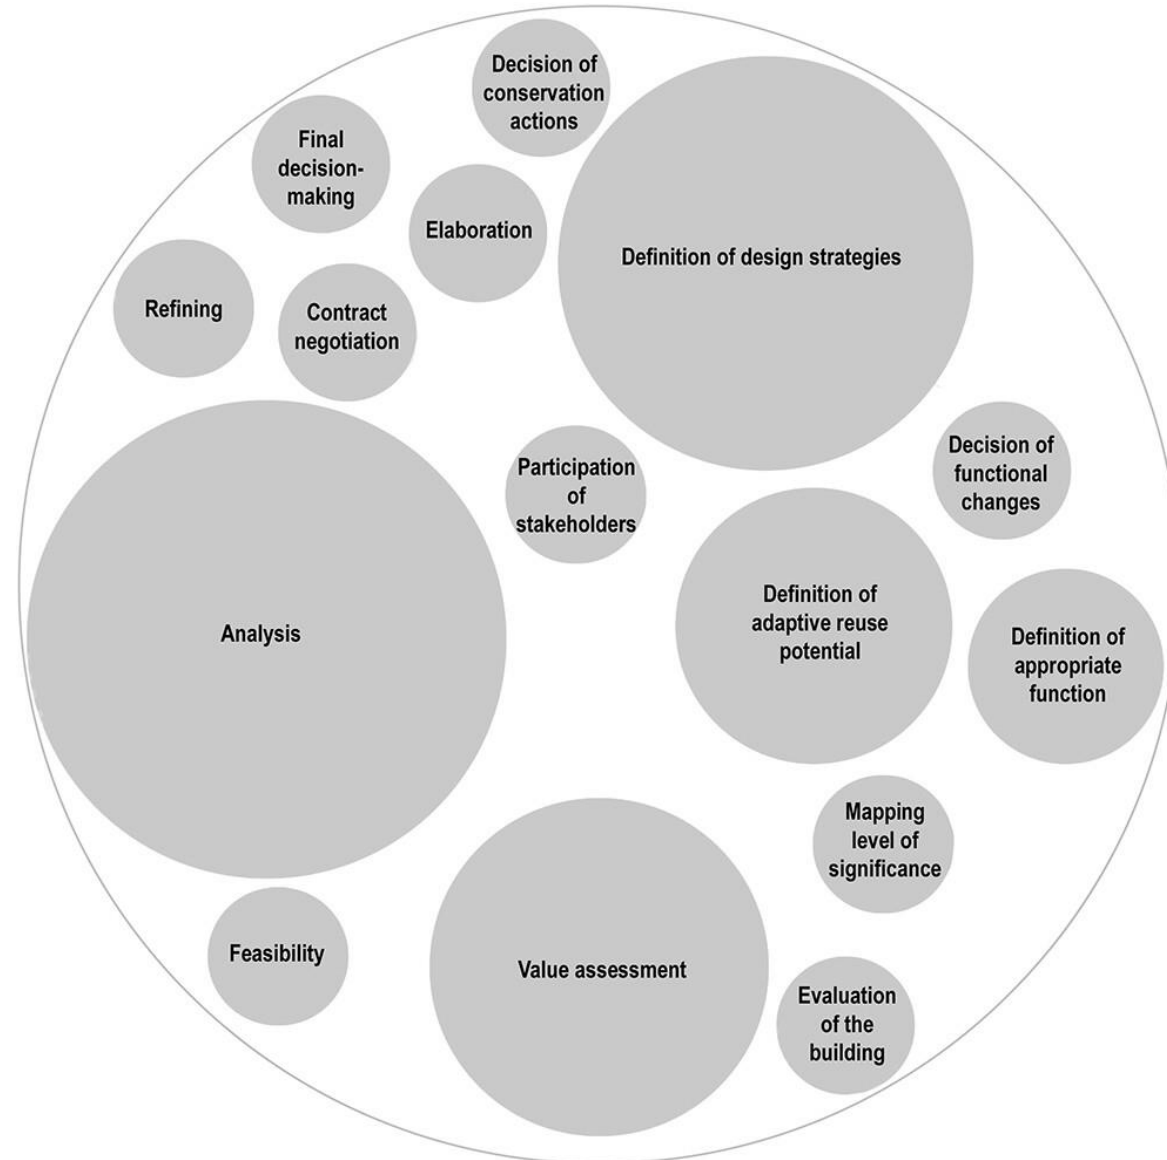 Decision of
conservation
actions
Final
decision-
making
Elaboration
Definition of design strategies
Refining
Contract
negotiation
Participation
of
stakeholders
Decision of
functional
changes
Analysis
Definition of
adaptive reuse
potential
Definition of
appropriate
function
Mapping
level of
significance
Feasibility
Value assessment
Evaluation
of the
building